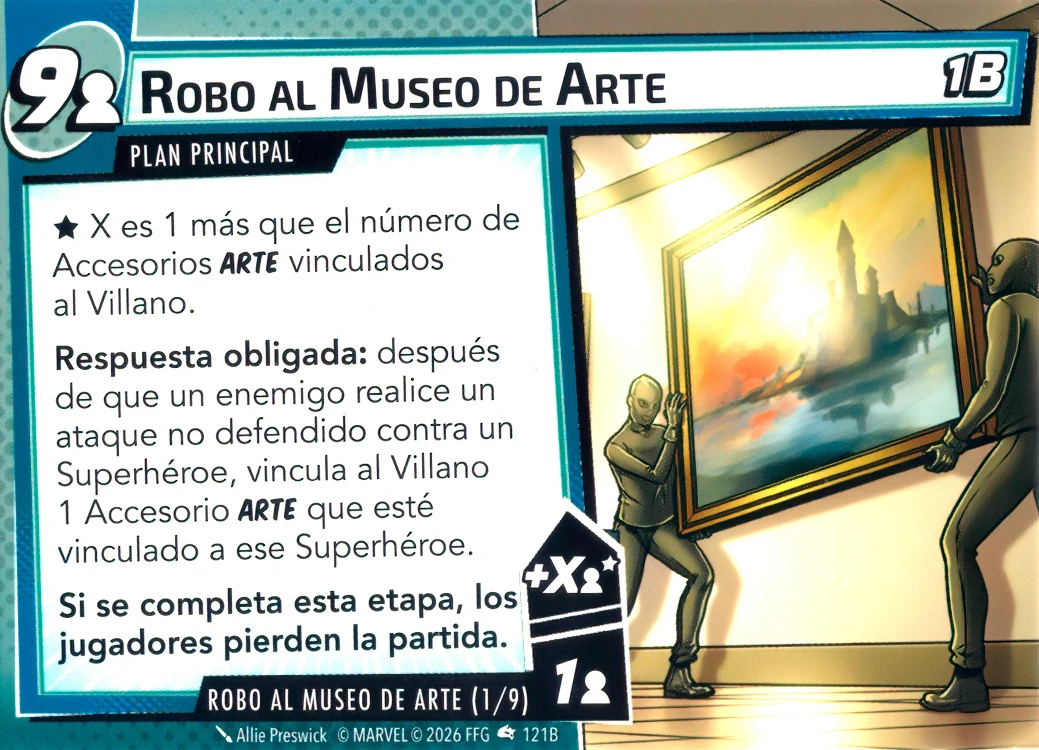 9
ROBO AL MUSEO DE ARTE
1B
PLAN PRINCIPAL
★ X es 1 más que el número de
Accesorios ARTE vinculados
al Villano.
Respuesta obligada: después
de que un enemigo realice un
ataque no defendido contra un
Superhéroe, vincula al Villano
1 Accesorio ARTE que esté
vinculado a ese Superhéroe.
Si se completa esta etapa, los
jugadores pierden la partida.
+X★
1
ROBO AL MUSEO DE ARTE (1/9)
Allie Preswick © MARVEL © 2026 FFG 121B